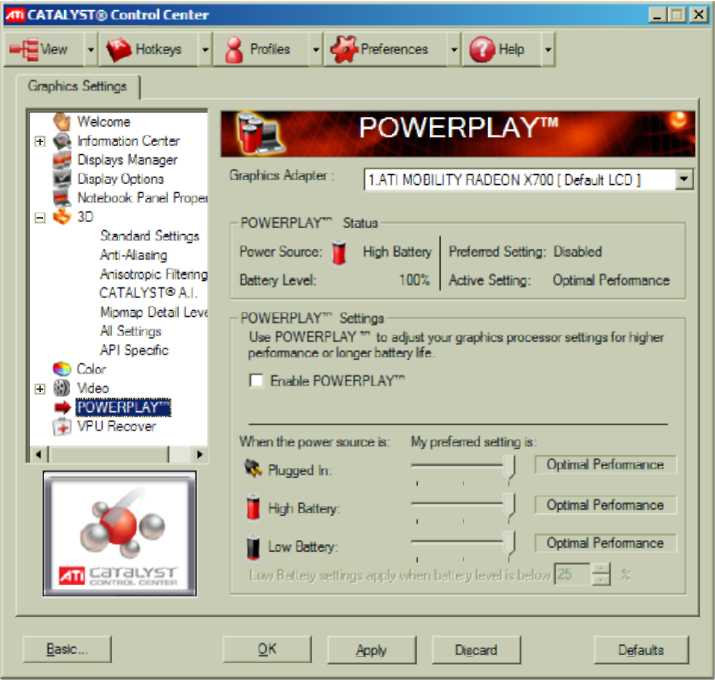 ATI CATALYST® Control Center
View Hotkeys Profiles Preferences Help
Graphics Settings
Welcome
Information Center
Displays Manager
Display Options
Notebook Panel Proper
3D
Standard Settings
Anti-Aliasing
Anisotropic Filtering
CATALYST® A.I.
Mipmap Detail Leve
All Settings
API Specific
Color
Video
POWERPLAY™
VPU Recover
ATI CATALYST
CONTROL CENTER
POWERPLAY™
Graphics Adapter : 1.ATI MOBILITY RADEON X700 [ Default LCD ]
POWERPLAY™ Status
Power Source: High Battery Preferred Setting: Disabled
Battery Level: 100% Active Setting: Optimal Performance
POWERPLAY™ Settings
Use POWERPLAY ™ to adjust your graphics processor settings for higher
performance or longer battery life.
Enable POWERPLAY™
When the power source is: My preferred setting is:
Plugged In: Optimal Performance
High Battery: Optimal Performance
Low Battery: Optimal Performance
Low Battery settings apply when battery level is below 25 %
Basic... OK Apply Discard Defaults